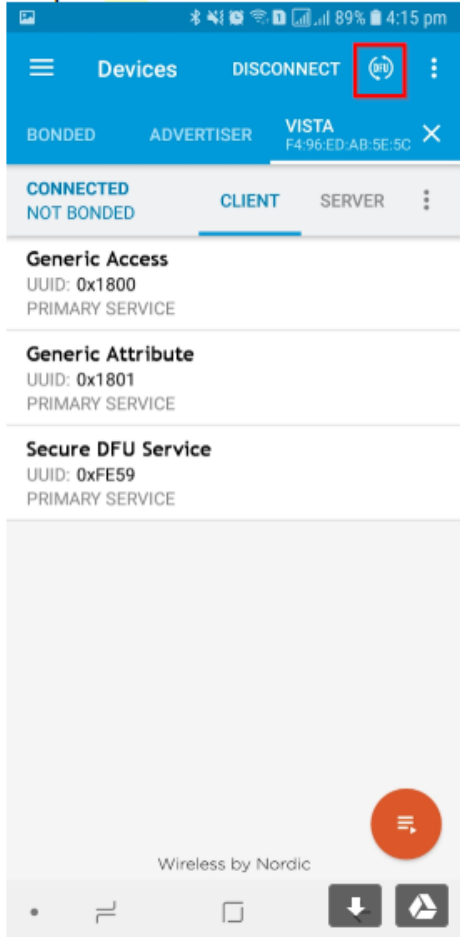 89% 4:15 pm
Devices DISCONNECT DFU
BONDED ADVERTISER VISTA
F4:96:ED:AB:5E:5C
CONNECTED
NOT BONDED CLIENT SERVER
Generic Access
UUID: 0x1800
PRIMARY SERVICE
Generic Attribute
UUID: 0x1801
PRIMARY SERVICE
Secure DFU Service
UUID: 0xFE59
PRIMARY SERVICE
Wireless by Nordic